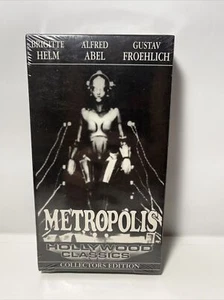 BRIGITTE ALFRED GUSTAV
HELM ABEL FROEHLICH
METROPOLIS
HOLLYWOOD
CLASSICS
COLLECTORS EDITION